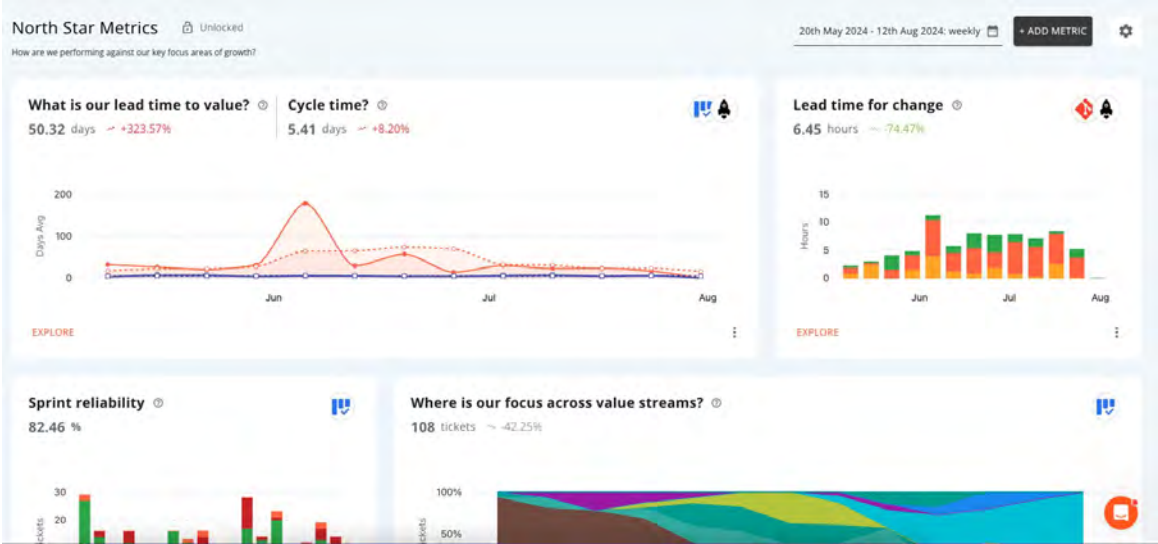 North Star Metrics Unlocked
How are we performing against our key focus areas of growth?
20th May 2024 - 12th Aug 2024: weekly
+ ADD METRIC
What is our lead time to value?
50.32 days +323.57%
Cycle time?
5.41 days +8.20%
200
100
0
Days Avg
Jun Jul Aug
EXPLORE
Lead time for change
6.45 hours -74.47%
15
10
5
0
Hours
Jun Jul Aug
EXPLORE
Sprint reliability
82.46 %
30
20
Where is our focus across value streams?
108 tickets -42.25%
100%
50%